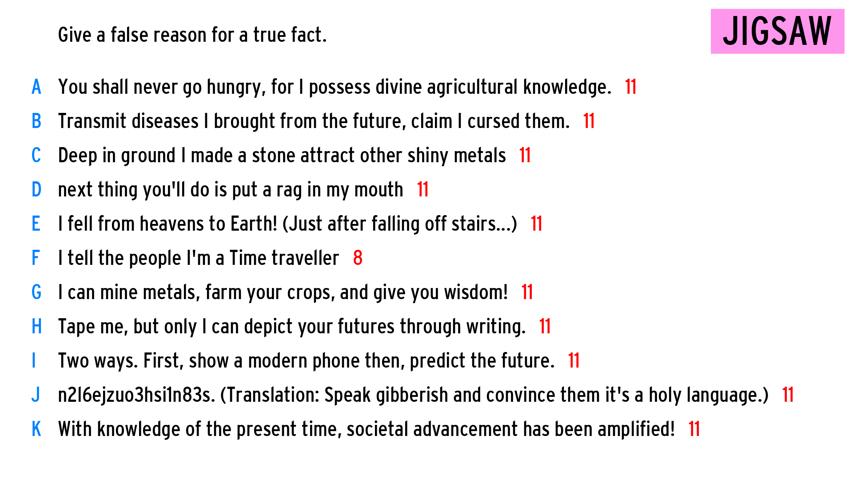 Give a false reason for a true fact.
JIGSAW
A You shall never go hungry, for I possess divine agricultural knowledge. 11
B Transmit diseases I brought from the future, claim I cursed them. 11
C Deep in ground I made a stone attract other shiny metals 11
D next thing you'll do is put a rag in my mouth 11
E I fell from heavens to Earth! (Just after falling off stairs...) 11
F I tell the people I'm a Time traveller 8
G I can mine metals, farm your crops, and give you wisdom! 11
H Tape me, but only I can depict your futures through writing. 11
I Two ways. First, show a modern phone then, predict the future. 11
J n2l6ejzuo3hsi1n83s. (Translation: Speak gibberish and convince them it's a holy language.) 11
K With knowledge of the present time, societal advancement has been amplified! 11